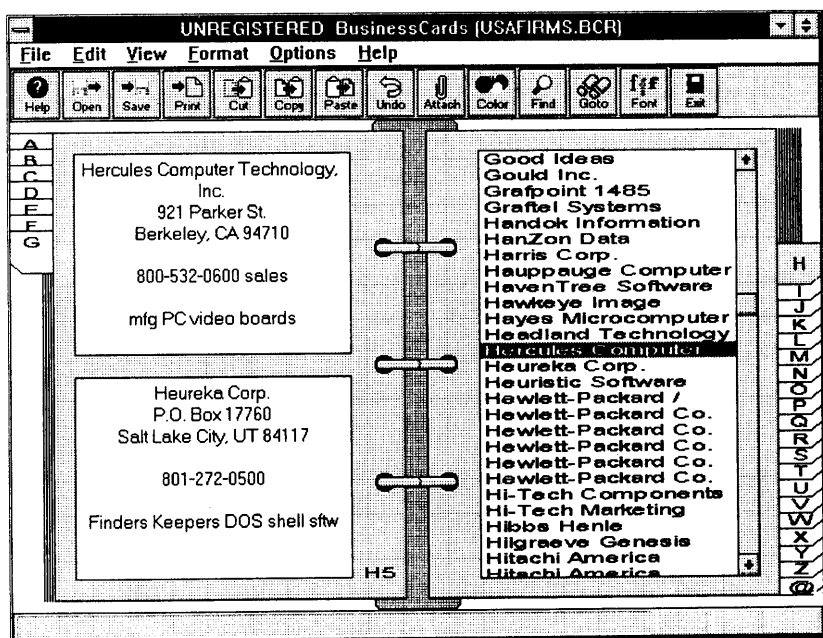 UNREGISTERED BusinessCards (USAFIRMS.BCR)
File Edit View Format Options Help
Help Open Save Print Cut Copy Paste Undo Attach Color Find Goto Font Exit
A
B
C
D
E
F
G
Hercules Computer Technology,
Inc.
921 Parker St.
Berkeley, CA 94710
800-532-0600 sales
mfg PC video boards
Heureka Corp.
P.O. Box 17760
Salt Lake City, UT 84117
801-272-0500
Finders Keepers DOS shell sftw
H5
Good Ideas
Gould Inc.
Grafpoint 1485
Graftel Systems
Handok Information
HanZon Data
Harris Corp.
Hauppauge Computer
HavenTree Software
Hawkeye Image
Hayes Microcomputer
Headland Technology
Hercules Computer
Heureka Corp.
Heuristic Software
Hewlett-Packard /
Hewlett-Packard Co.
Hewlett-Packard Co.
Hewlett-Packard Co.
Hewlett-Packard Co.
Hewlett-Packard Co.
Hi-Tech Components
Hi-Tech Marketing
Hibbs Henle
Hilgraeve Genesis
Hitachi America
Hitachi America
H
I
J
K
L
M
N
O
P
Q
R
S
T
U
V
W
X
Y
Z
@